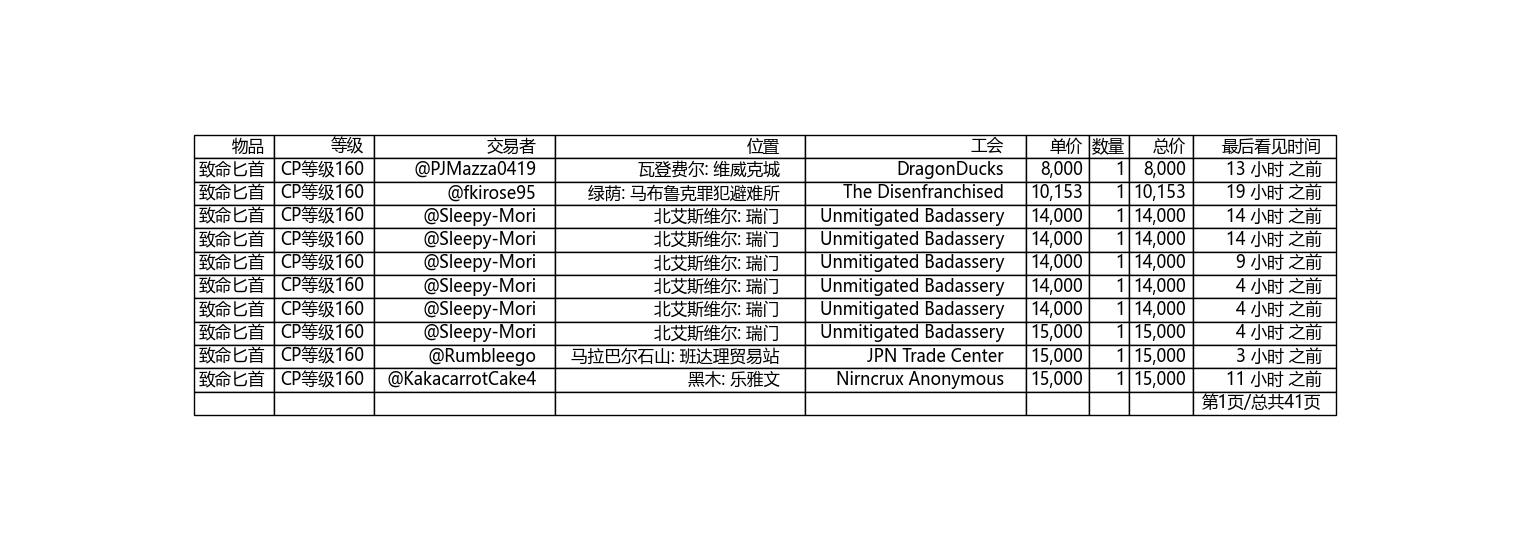 物品 等级 交易者 位置 工会 单价 数量 总价 最后看见时间
致命匕首 CP等级160 @PJMazza0419 瓦登费尔: 维威克城 DragonDucks 8,000 1 8,000 13 小时 之前
致命匕首 CP等级160 @fkirose95 绿荫: 马布鲁克罪犯避难所 The Disenfranchised 10,153 1 10,153 19 小时 之前
致命匕首 CP等级160 @Sleepy-Mori 北艾斯维尔: 瑞门 Unmitigated Badassery 14,000 1 14,000 14 小时 之前
致命匕首 CP等级160 @Sleepy-Mori 北艾斯维尔: 瑞门 Unmitigated Badassery 14,000 1 14,000 14 小时 之前
致命匕首 CP等级160 @Sleepy-Mori 北艾斯维尔: 瑞门 Unmitigated Badassery 14,000 1 14,000 9 小时 之前
致命匕首 CP等级160 @Sleepy-Mori 北艾斯维尔: 瑞门 Unmitigated Badassery 14,000 1 14,000 4 小时 之前
致命匕首 CP等级160 @Sleepy-Mori 北艾斯维尔: 瑞门 Unmitigated Badassery 14,000 1 14,000 4 小时 之前
致命匕首 CP等级160 @Sleepy-Mori 北艾斯维尔: 瑞门 Unmitigated Badassery 15,000 1 15,000 4 小时 之前
致命匕首 CP等级160 @Rumbleego 马拉巴尔石山: 班达理贸易站 JPN Trade Center 15,000 1 15,000 3 小时 之前
致命匕首 CP等级160 @KakacarrotCake4 黑木: 乐雅文 Nirncrux Anonymous 15,000 1 15,000 11 小时 之前
第1页/总共41页